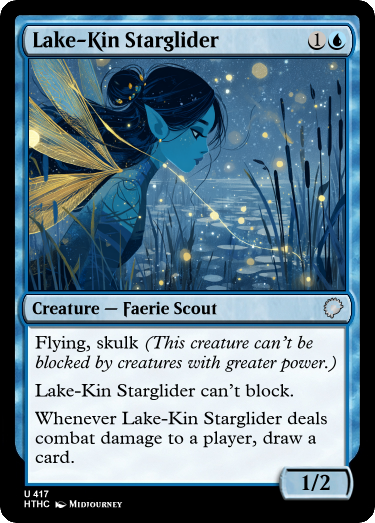 Lake-Kin Starglider 1
Creature — Faerie Scout
Flying, skulk (This creature can't be
blocked by creatures with greater power.)
Lake-Kin Starglider can't block.
Whenever Lake-Kin Starglider deals
combat damage to a player, draw a
card.
1/2
U 417
HTHC Midjourney